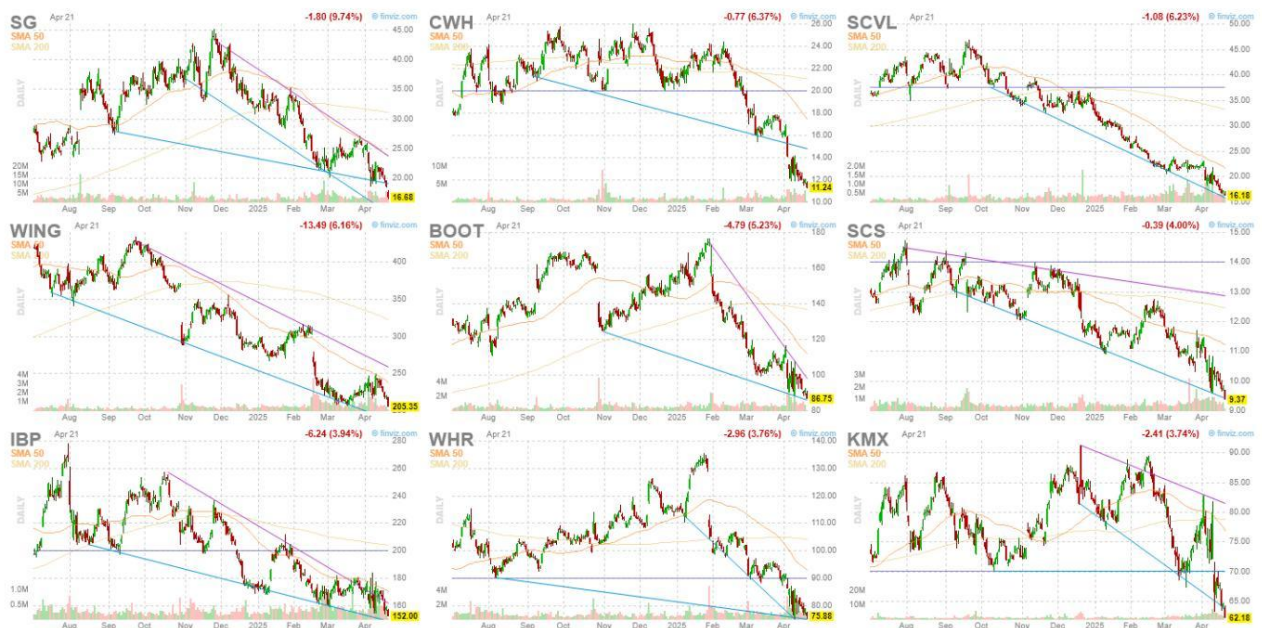 SG Apr 21 -1.80 (9.74%) © finviz.com
SMA 50
SMA 200
DAILY
45.00
40.00
35.00
30.00
25.00
20.00
16.68
20M
15M
10M
5M
Aug Sep Oct Nov Dec 2025 Feb Mar Apr
CWH Apr 21 -0.77 (6.37%) © finviz.com
SMA 50
SMA 200
DAILY
26.00
24.00
22.00
20.00
18.00
16.00
14.00
12.00
11.24
10.00
10M
5M
Aug Sep Oct Nov Dec 2025 Feb Mar Apr
SCVL Apr 21 -1.08 (6.23%) © finviz.com
SMA 50
SMA 200
DAILY
45.00
40.00
35.00
30.00
25.00
20.00
16.18
15.00
2.0M
1.5M
1.0M
0.5M
Aug Sep Oct Nov Dec 2025 Feb Mar Apr
WING Apr 21 -13.49 (6.16%) © finviz.com
SMA 50
SMA 200
DAILY
400
350
300
250
205.35
4M
3M
2M
1M
Aug Sep Oct Nov Dec 2025 Feb Mar Apr
BOOT Apr 21 -4.79 (5.23%) © finviz.com
SMA 50
SMA 200
DAILY
180
160
140
120
100
86.75
80
4M
2M
Aug Sep Oct Nov Dec 2025 Feb Mar Apr
SCS Apr 21 -0.39 (4.00%) © finviz.com
SMA 50
SMA 200
DAILY
15.00
14.00
13.00
12.00
11.00
10.00
9.37
9.00
3M
2M
1M
Aug Sep Oct Nov Dec 2025 Feb Mar Apr
IBP Apr 21 -6.24 (3.94%) © finviz.com
SMA 50
SMA 200
DAILY
280
260
240
220
200
180
160
152.00
1.0M
0.5M
Aug Sep Oct Nov Dec 2025 Feb Mar Apr
WHR Apr 21 -2.96 (3.76%) © finviz.com
SMA 50
SMA 200
DAILY
140.00
130.00
120.00
110.00
100.00
90.00
80.00
75.88
4M
2M
Aug Sep Oct Nov Dec 2025 Feb Mar Apr
KMX Apr 21 -2.41 (3.74%) © finviz.com
SMA 50
SMA 200
DAILY
90.00
85.00
80.00
75.00
70.00
65.00
62.18
20M
10M
Aug Sep Oct Nov Dec 2025 Feb Mar Apr